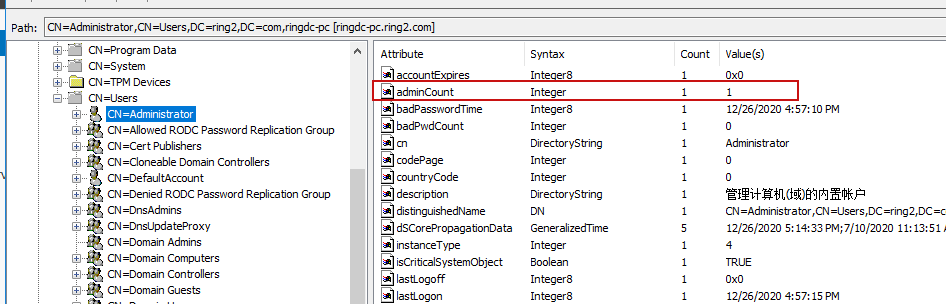 Path: CN=Administrator,CN=Users,DC=ring2,DC=com,ringdc-pc [ringdc-pc.ring2.com]
CN=Program Data
CN=System
CN=TPM Devices
CN=Users
CN=Administrator
CN=Allowed RODC Password Replication Group
CN=Cert Publishers
CN=Cloneable Domain Controllers
CN=DefaultAccount
CN=Denied RODC Password Replication Group
CN=DnsAdmins
CN=DnsUpdateProxy
CN=Domain Admins
CN=Domain Computers
CN=Domain Controllers
CN=Domain Guests
Attribute Syntax Count Value(s)
accountExpires Integer8 1 0x0
adminCount Integer 1 1
badPasswordTime Integer8 1 12/26/2020 4:57:10 PM
badPwdCount Integer 1 0
cn DirectoryString 1 Administrator
codePage Integer 1 0
countryCode Integer 1 0
description DirectoryString 1 管理计算机(域)的内置帐户
distinguishedName DN 1 CN=Administrator,CN=Users,DC=ring2,DC=c
dSCorePropagationData GeneralizedTime 5 12/26/2020 5:14:33 PM;7/10/2020 11:13:51
instanceType Integer 1 4
isCriticalSystemObject Boolean 1 TRUE
lastLogoff Integer8 1 0x0
lastLogon Integer8 1 12/26/2020 4:57:15 PM